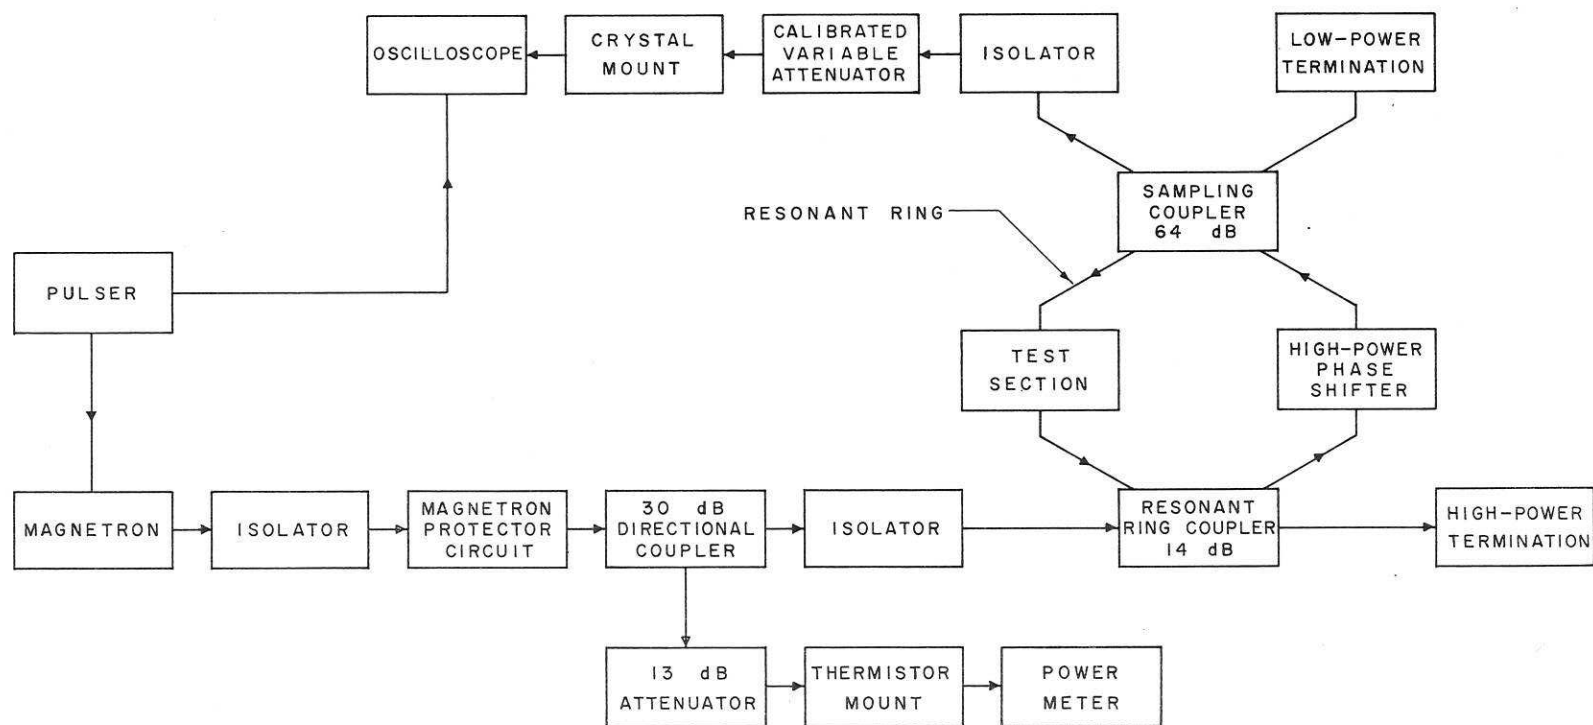 OSCILLOSCOPE
CRYSTAL
MOUNT
CALIBRATED
VARIABLE
ATTENUATOR
ISOLATOR
LOW-POWER
TERMINATION
SAMPLING
COUPLER
64 dB
RESONANT RING
PULSER
TEST
SECTION
HIGH-POWER
PHASE
SHIFTER
MAGNETRON
ISOLATOR
MAGNETRON
PROTECTOR
CIRCUIT
30 dB
DIRECTIONAL
COUPLER
ISOLATOR
RESONANT
RING COUPLER
14 dB
HIGH-POWER
TERMINATION
13 dB
ATTENUATOR
THERMISTOR
MOUNT
POWER
METER